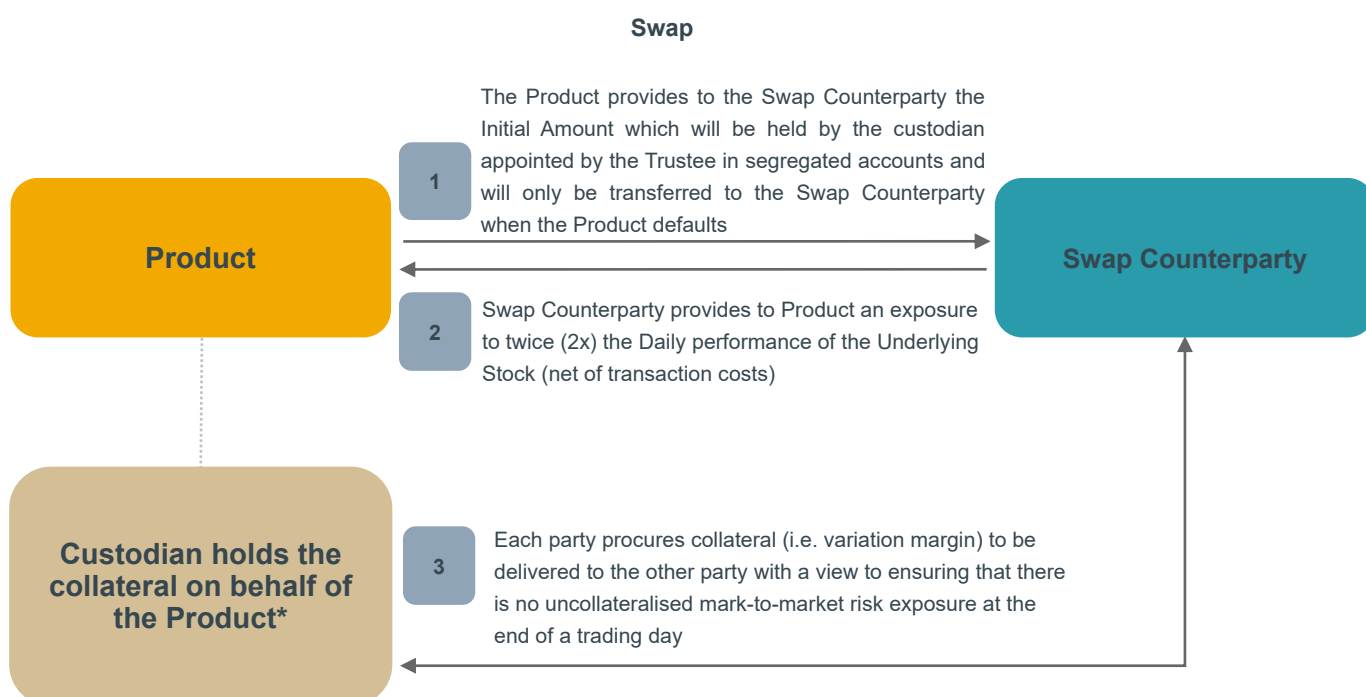 Swap
The Product provides to the Swap Counterparty the
Initial Amount which will be held by the custodian
appointed by the Trustee in segregated accounts and
will only be transferred to the Swap Counterparty
when the Product defaults
1
Product
Swap Counterparty
2
Swap Counterparty provides to Product an exposure
to twice (2x) the Daily performance of the Underlying
Stock (net of transaction costs)
Custodian holds the
collateral on behalf of
the Product*
3
Each party procures collateral (i.e. variation margin) to be
delivered to the other party with a view to ensuring that there
is no uncollateralised mark-to-market risk exposure at the
end of a trading day